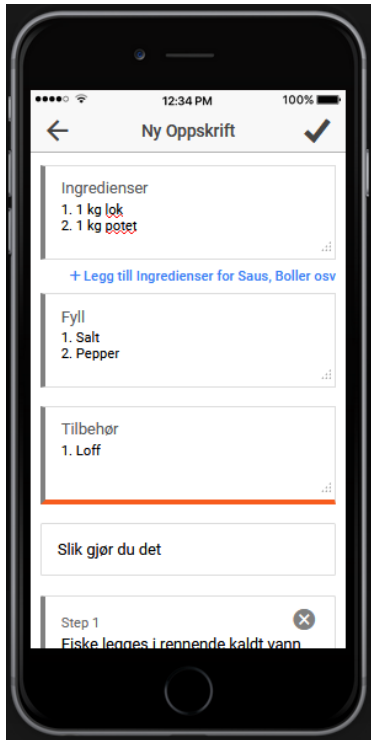 12:34 PM 100%
Ny Oppskrift
Ingredienser
1. 1 kg lok
2. 1 kg potet
+ Legg till Ingredienser for Saus, Boller osv
Fyll
1. Salt
2. Pepper
Tilbehør
1. Loff
Slik gjør du det
Step 1
Fiske legges i rennende kaldt vann